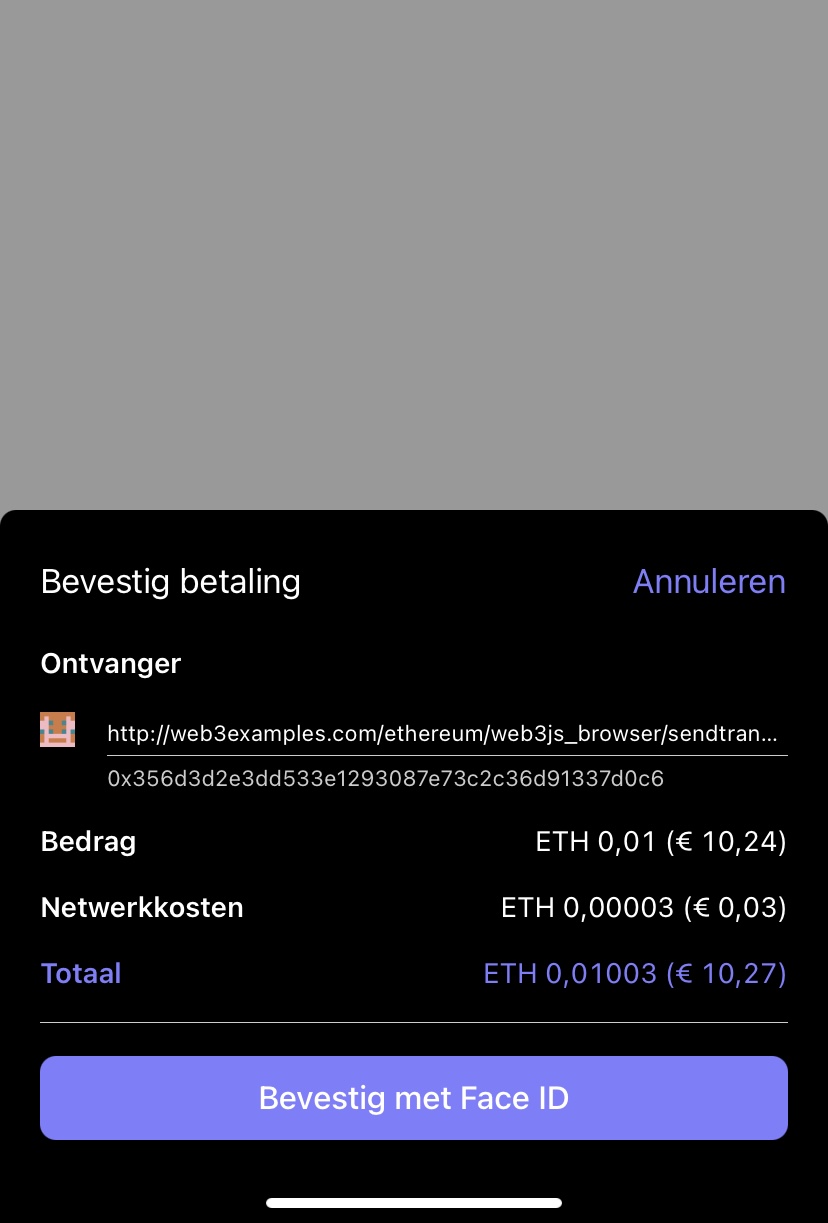 Bevestig betaling
Annuleren
Ontvanger
http://web3examples.com/ethereum/web3js_browser/sendtran...
0x356d3d2e3dd533e1293087e73c2c36d91337d0c6
Bedrag ETH 0,01 (€ 10,24)
Netwerkkosten ETH 0,00003 (€ 0,03)
Totaal ETH 0,01003 (€ 10,27)
Bevestig met Face ID